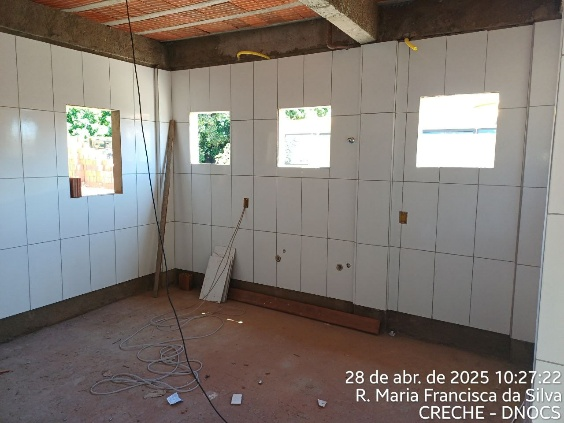 28 de abr. de 2025 10:27:22
R. Maria Francisca da Silva
CRECHE - DNOCS